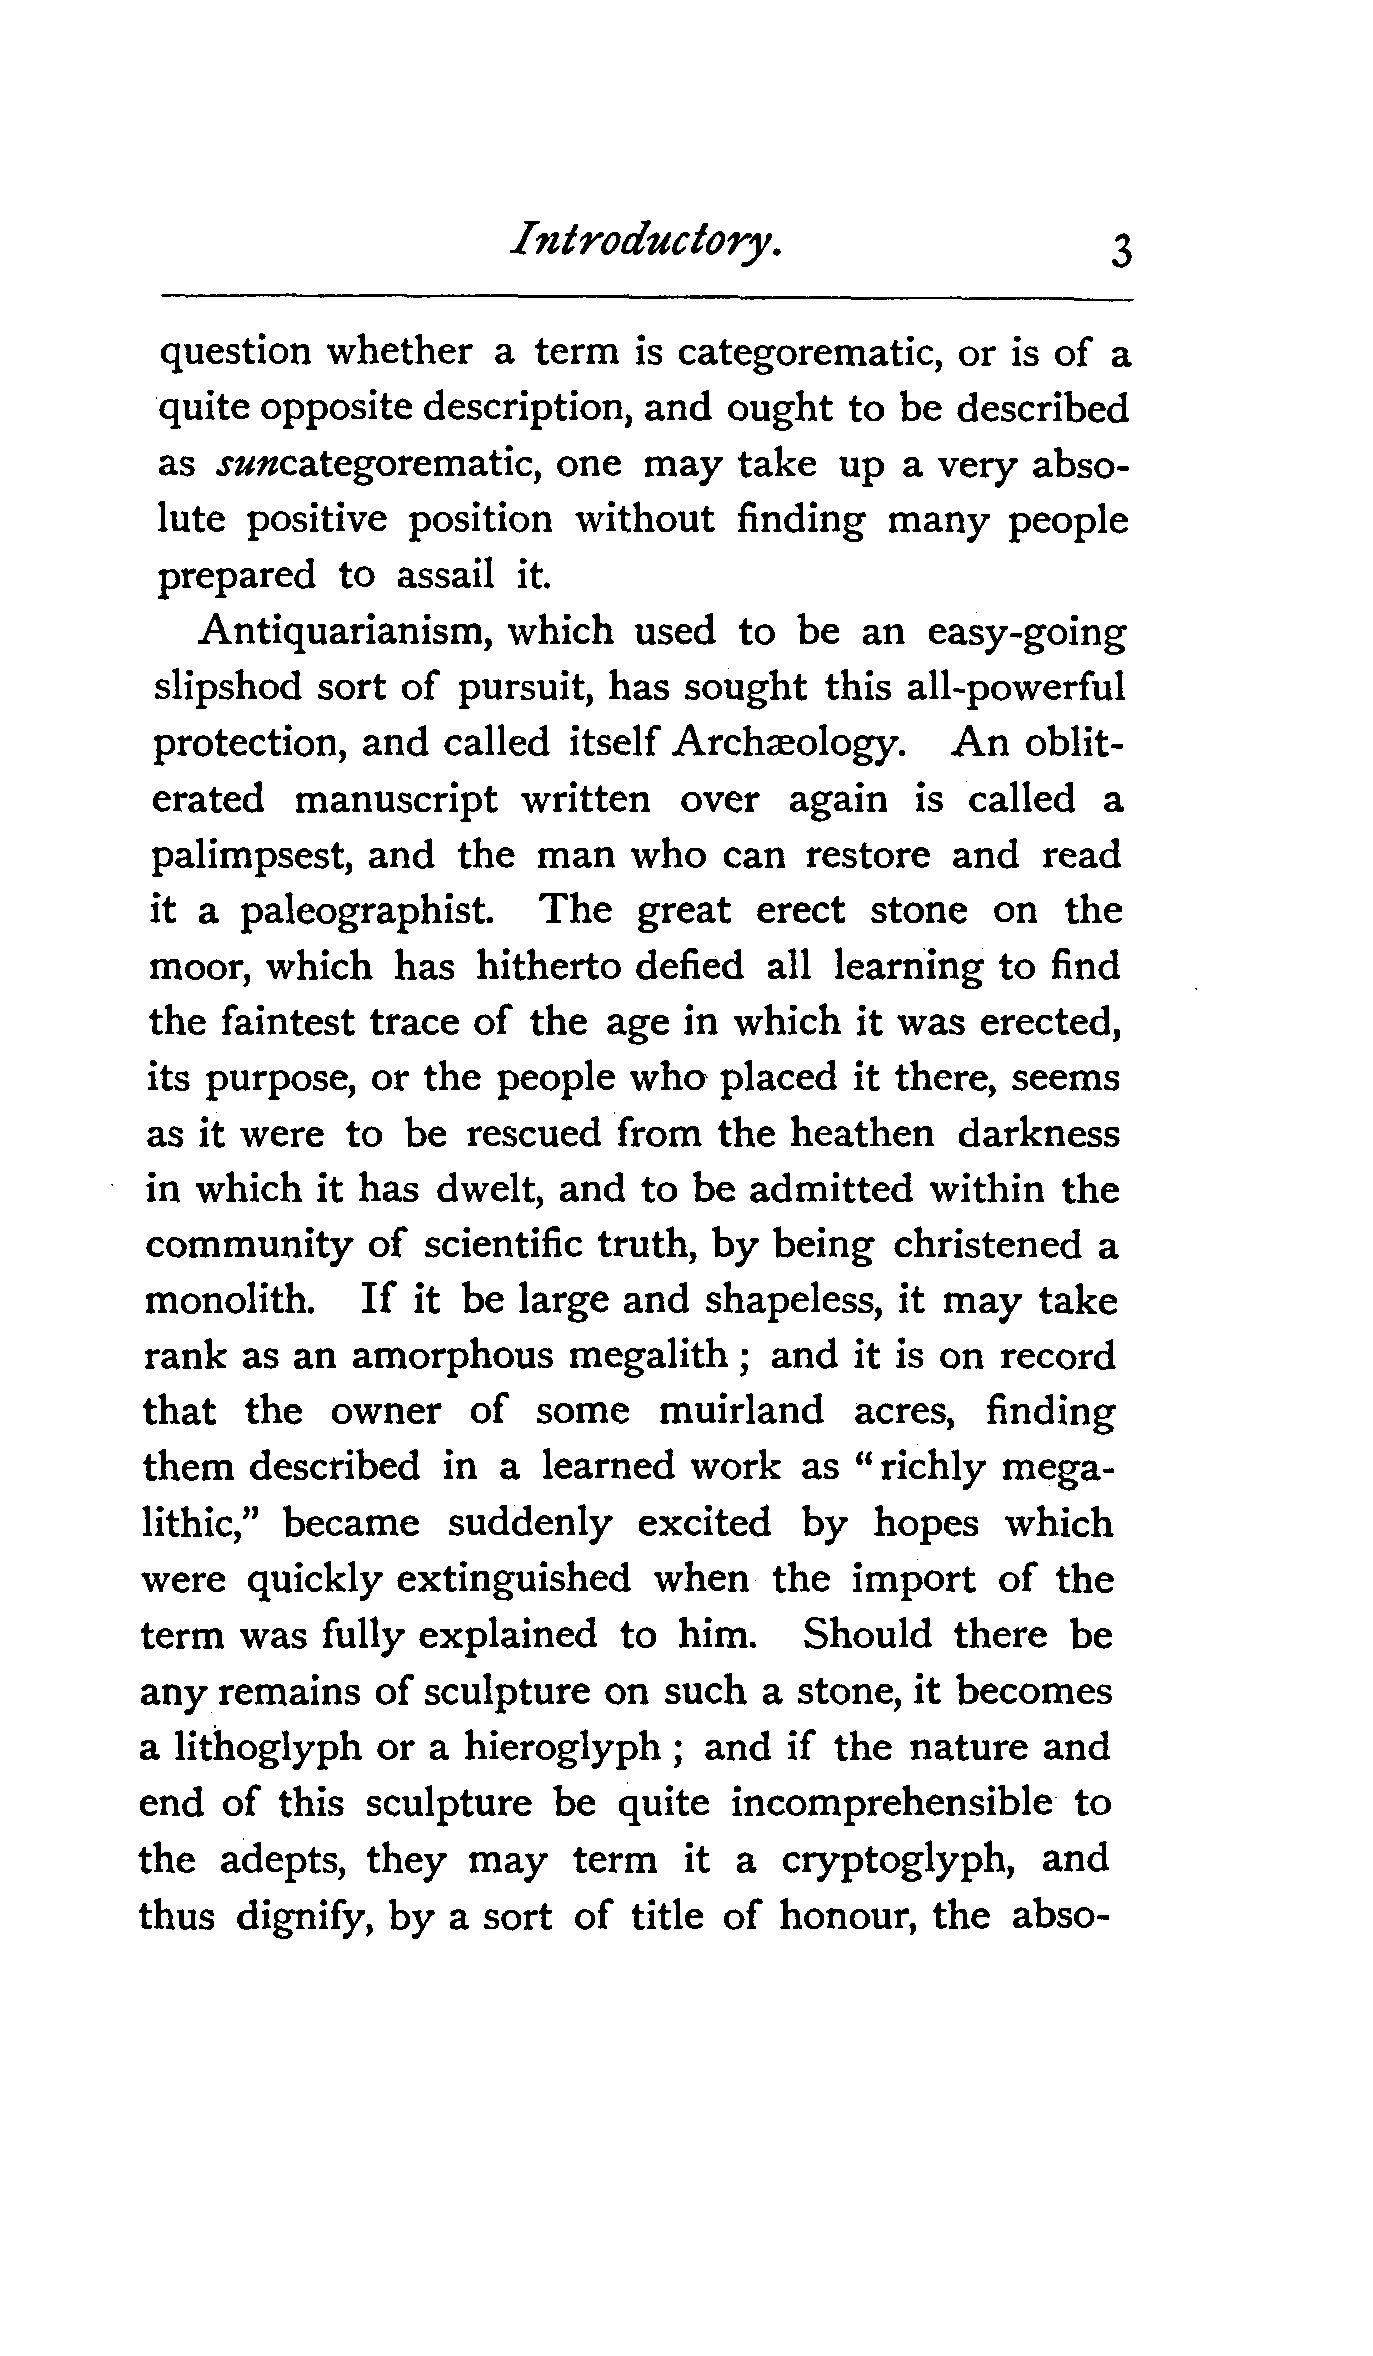 Introductory. 3
question whether a term is categorematic, or is of a
quite opposite description, and ought to be described
as suncategorematic, one may take up a very abso-
lute positive position without finding many people
prepared to assail it.
Antiquarianism, which used to be an easy-going
slipshod sort of pursuit, has sought this all-powerful
protection, and called itself Archæology. An oblit-
erated manuscript written over again is called a
palimpsest, and the man who can restore and read
it a paleographist. The great erect stone on the
moor, which has hitherto defied all learning to find
the faintest trace of the age in which it was erected,
its purpose, or the people who placed it there, seems
as it were to be rescued from the heathen darkness
in which it has dwelt, and to be admitted within the
community of scientific truth, by being christened a
monolith. If it be large and shapeless, it may take
rank as an amorphous megalith ; and it is on record
that the owner of some muirland acres, finding
them described in a learned work as "richly mega-
lithic," became suddenly excited by hopes which
were quickly extinguished when the import of the
term was fully explained to him. Should there be
any remains of sculpture on such a stone, it becomes
a lithoglyph or a hieroglyph ; and if the nature and
end of this sculpture be quite incomprehensible to
the adepts, they may term it a cryptoglyph, and
thus dignify, by a sort of title of honour, the abso-